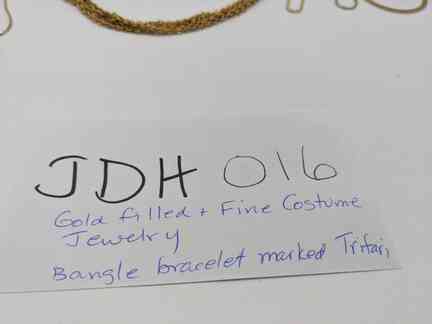 JDH 016
Gold filled + Fine Costume
Jewelry
Bangle bracelet marked Trifari,